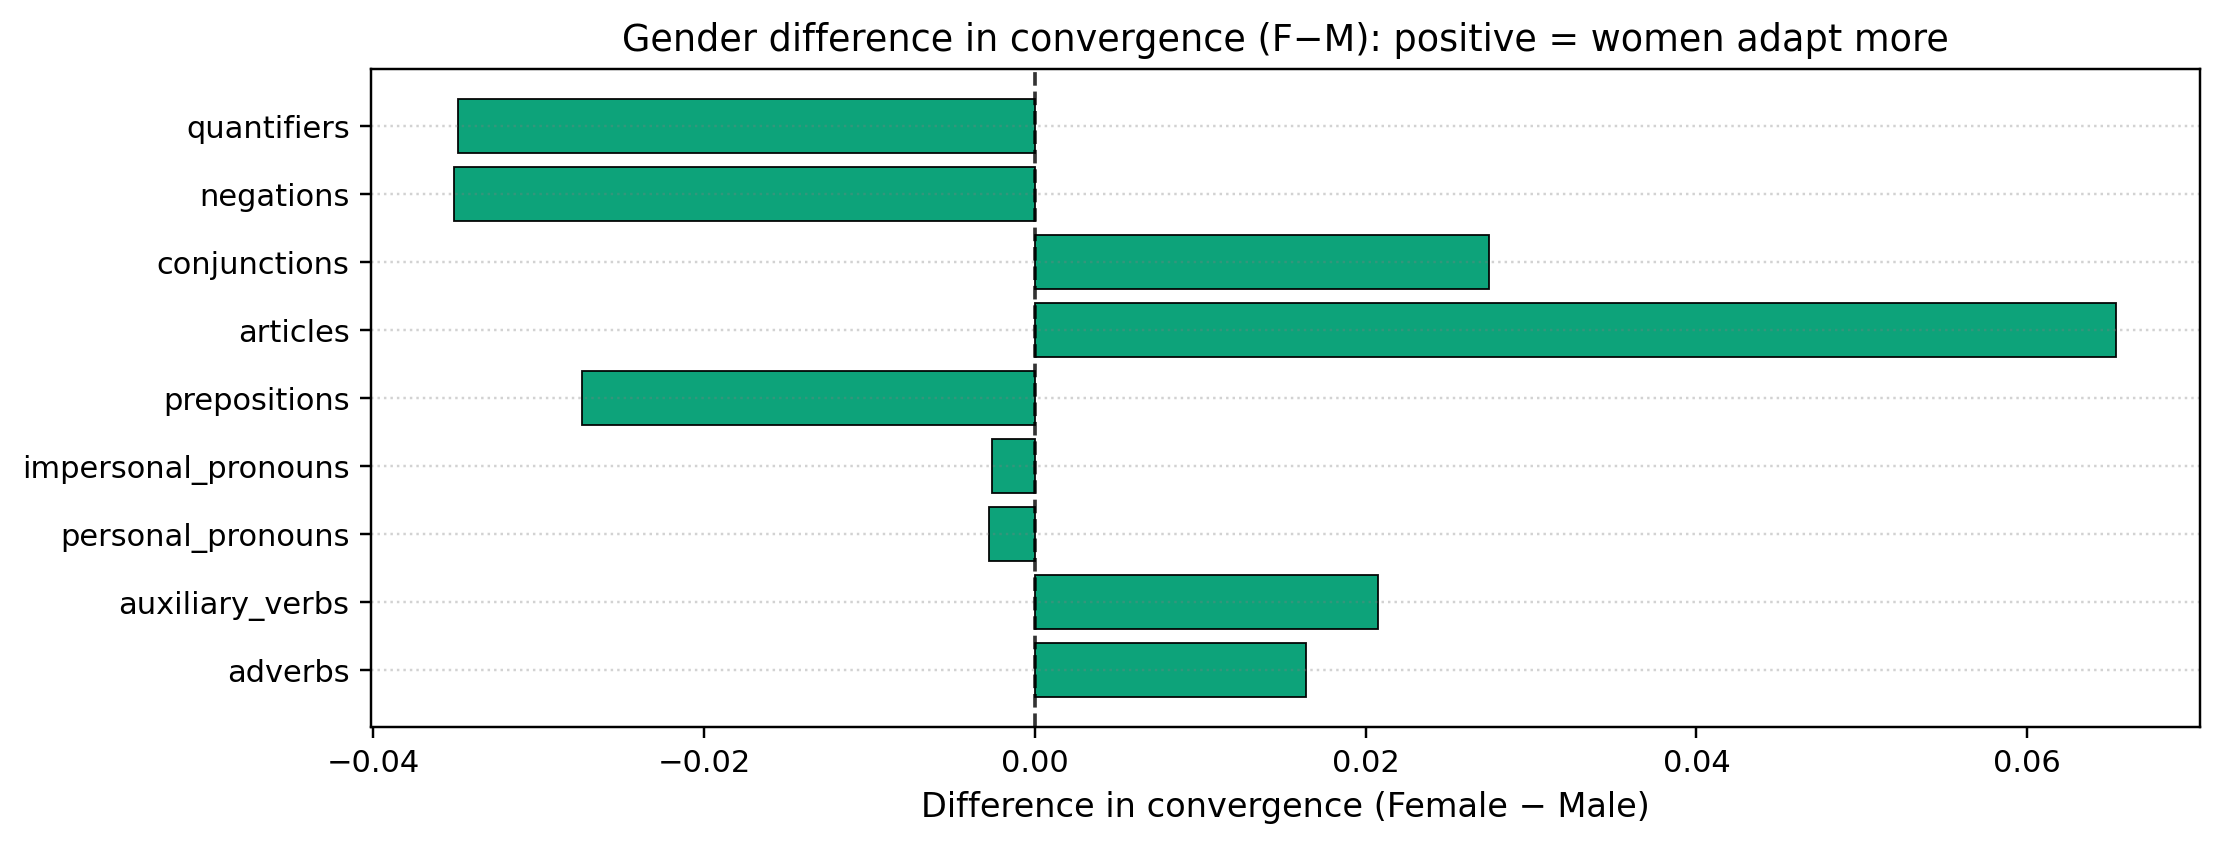 Gender difference in convergence (F−M): positive = women adapt more
quantifiers
negations
conjunctions
articles
prepositions
impersonal_pronouns
personal_pronouns
auxiliary_verbs
adverbs
−0.04 −0.02 0.00 0.02 0.04 0.06
Difference in convergence (Female − Male)